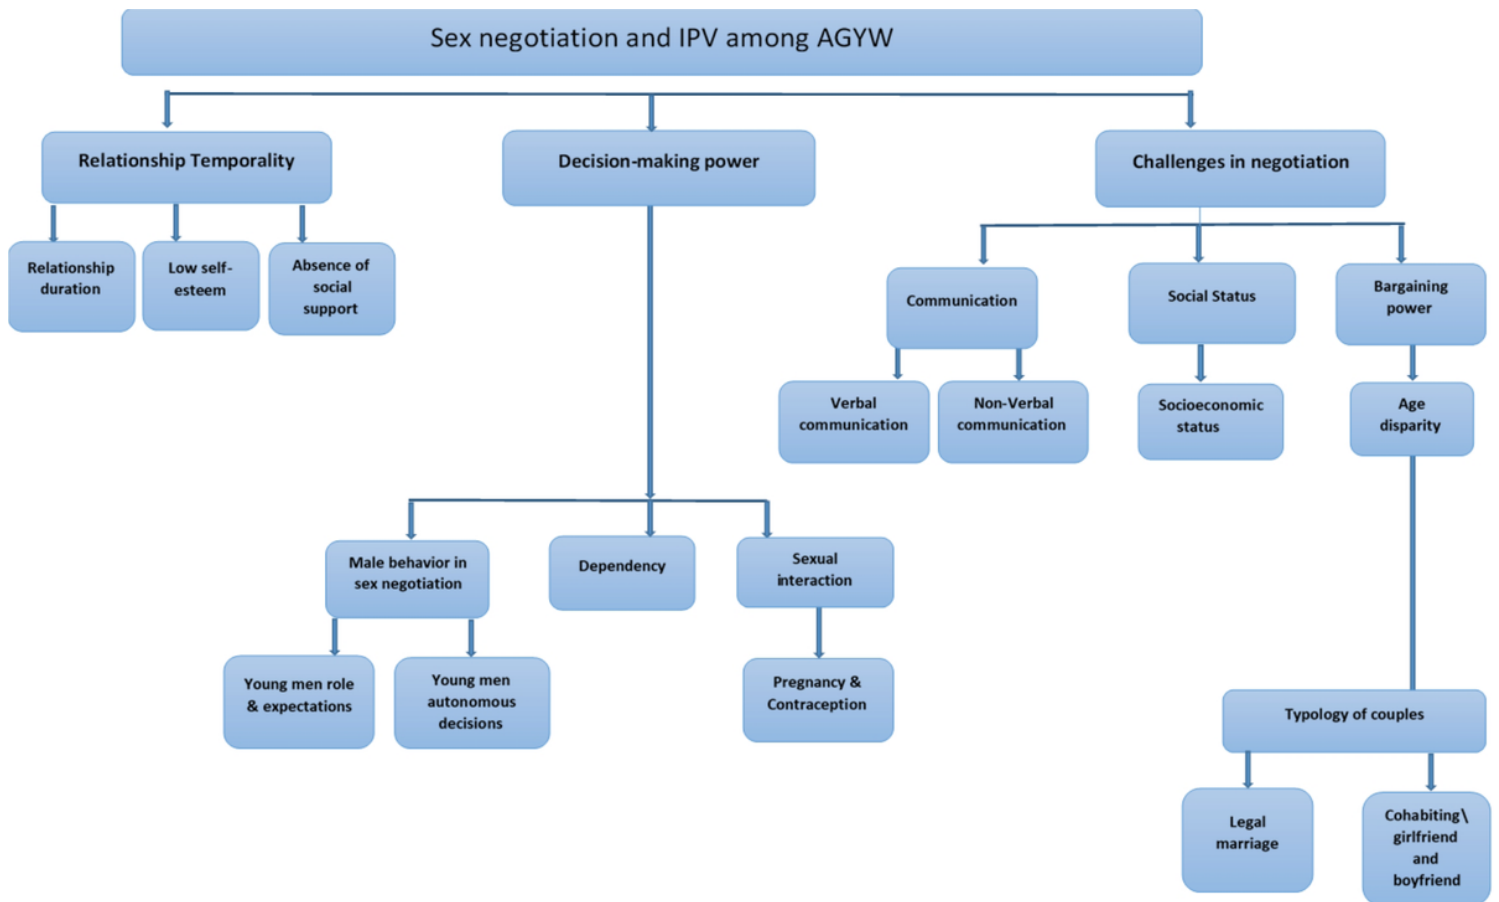 Sex negotiation and IPV among AGYW
Relationship Temporality
Decision-making power
Challenges in negotiation
Relationship
duration
Low self-
esteem
Absence of
social
support
Communication
Social Status
Bargaining
power
Verbal
communication
Non-Verbal
communication
Socioeconomic
status
Age
disparity
Male behavior in
sex negotiation
Dependency
Sexual
interaction
Young men role
& expectations
Young men
autonomous
decisions
Pregnancy &
Contraception
Typology of couples
Legal
marriage
Cohabiting\
girlfriend
and
boyfriend